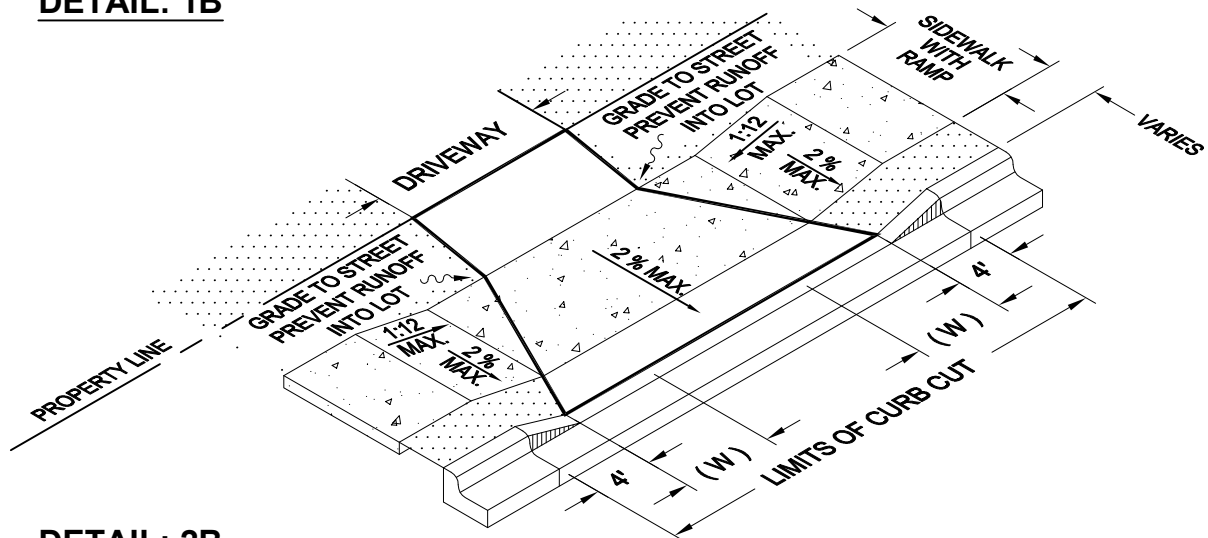 DETAIL: 1B
SIDEWALK
WITH
RAMP
VARIES
GRADE TO STREET
PREVENT RUNOFF
INTO LOT
1:12
MAX.
2 %
MAX.
DRIVEWAY
2 % MAX.
GRADE TO STREET
PREVENT RUNOFF
INTO LOT
1:12
MAX.
2 %
MAX.
PROPERTY LINE
4'
( W )
LIMITS OF CURB CUT
( W )
4'
DETAIL: 2B